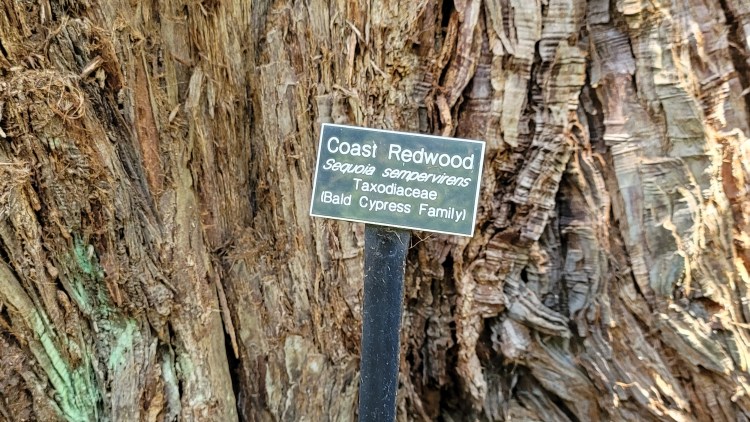 Coast Redwood
Sequoia sempervirens
Taxodiaceae
(Bald Cypress Family)